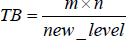 TB = m × n / new_level